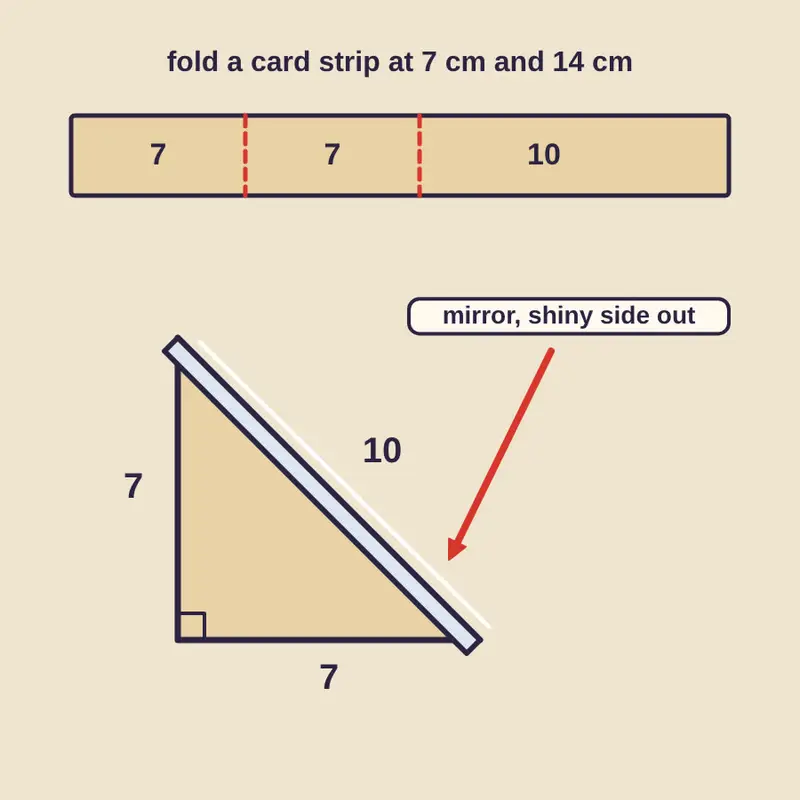 fold a card strip at 7 cm and 14 cm
7 7 10
mirror, shiny side out
10
7
7